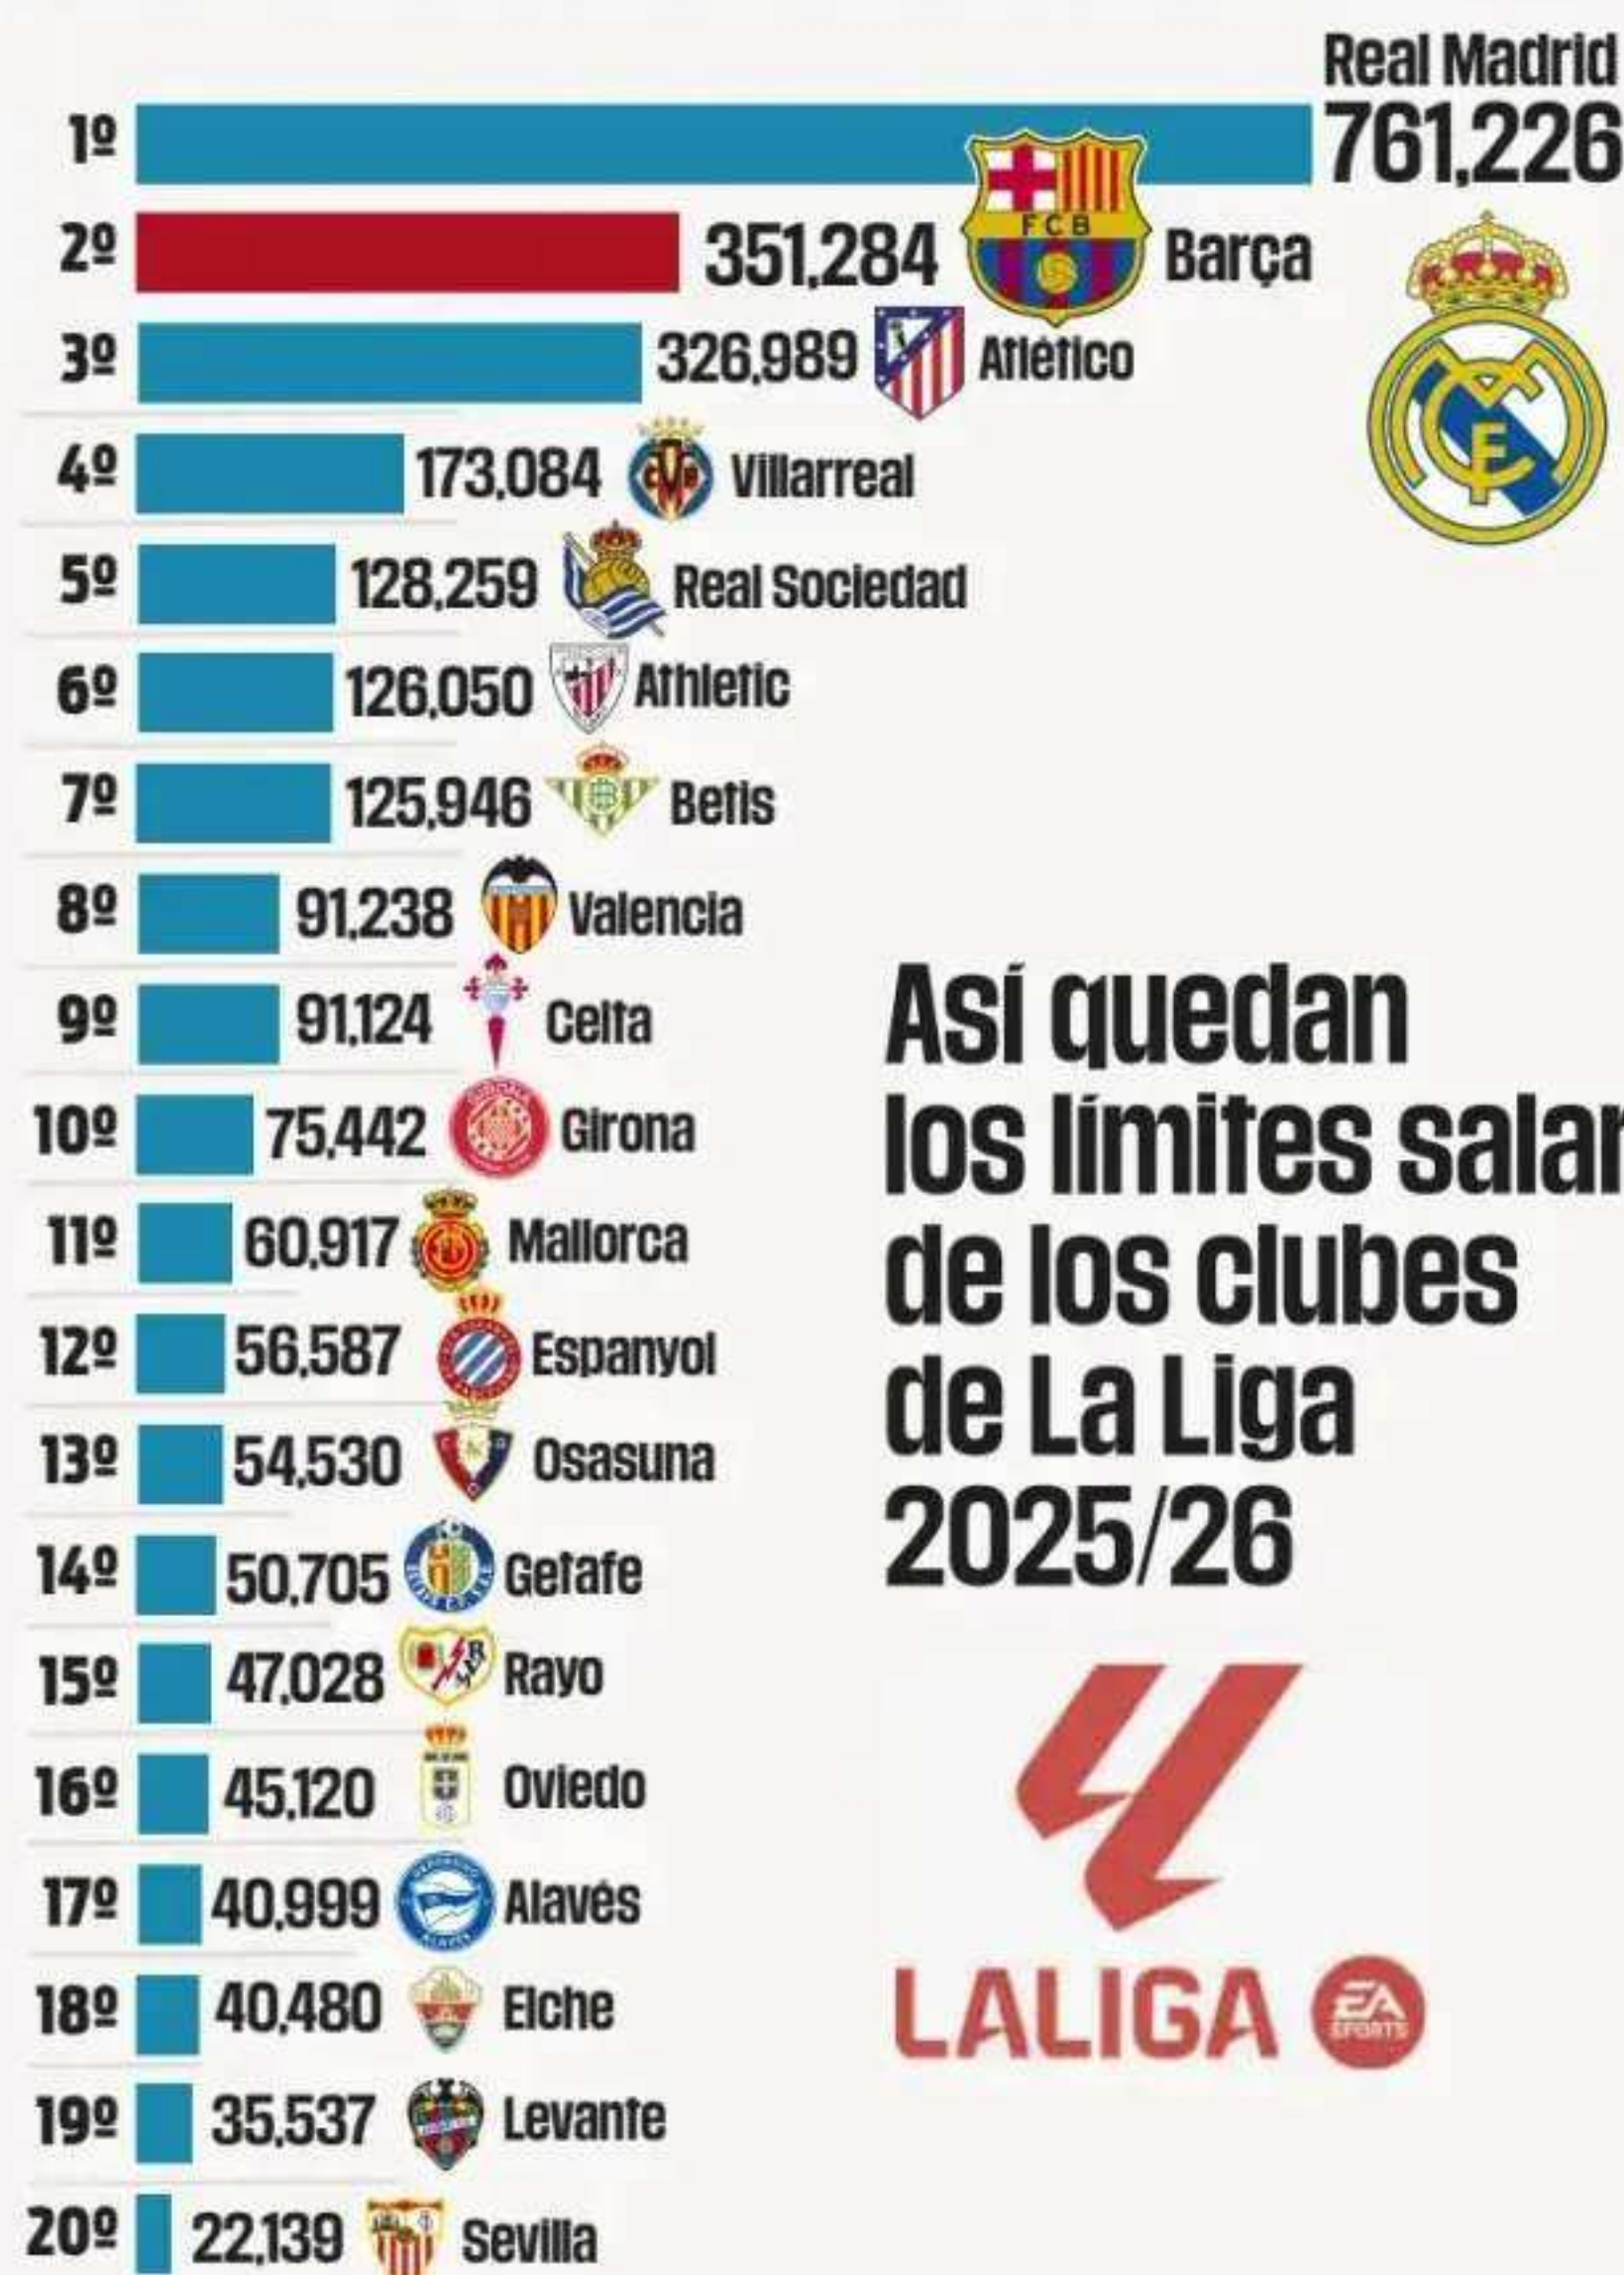 Real Madrid
1º 761,226
2º 351,284 FCB Barça
3º 326,989 Atlético
4º 173,084 Villarreal
5º 128,259 Real Sociedad
6º 126,050 Athletic
7º 125,946 Betis
8º 91,238 Valencia
9º 91,124 Celta
10º 75,442 Girona
11º 60,917 Mallorca
12º 56,587 Espanyol
13º 54,530 Osasuna
14º 50,705 Getafe
15º 47,028 Rayo
16º 45,120 Oviedo
17º 40,999 Alavés
18º 40,480 Elche
19º 35,537 Levante
20º 22,139 Sevilla
Así quedan
los límites salar
de los clubes
de La Liga
2025/26
LALIGA EA
SPORTS